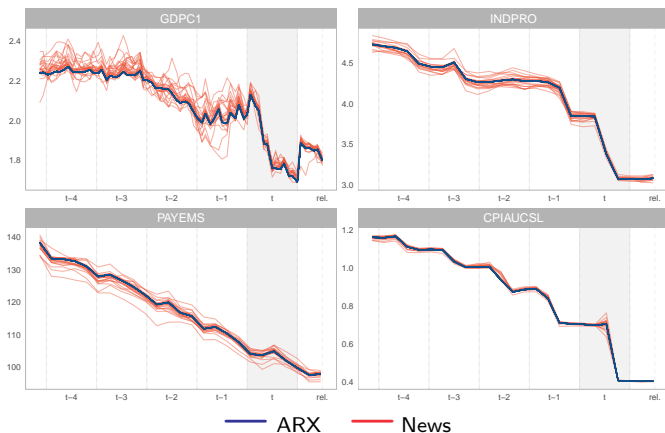 GDPC1
INDPRO
2.4
2.2
2.0
1.8
4.5
4.0
3.5
3.0
t−4 t−3 t−2 t−1 t rel.
t−4 t−3 t−2 t−1 t rel.
PAYEMS
CPIAUCSL
140
130
120
110
100
1.2
1.0
0.8
0.6
0.4
t−4 t−3 t−2 t−1 t rel.
t−4 t−3 t−2 t−1 t rel.
ARX News